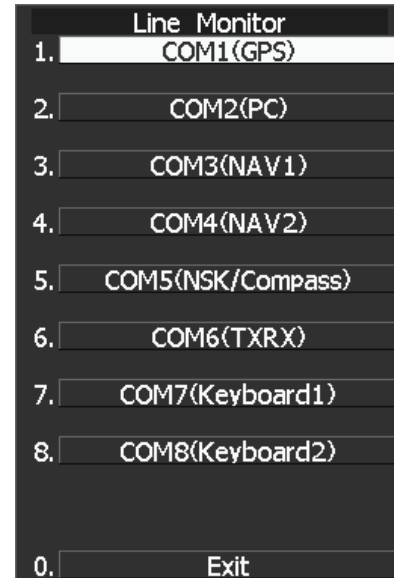 Line Monitor
1. COM1(GPS)
2. COM2(PC)
3. COM3(NAV1)
4. COM4(NAV2)
5. COM5(NSK/Compass)
6. COM6(TXRX)
7. COM7(Keyboard1)
8. COM8(Keyboard2)
0. Exit